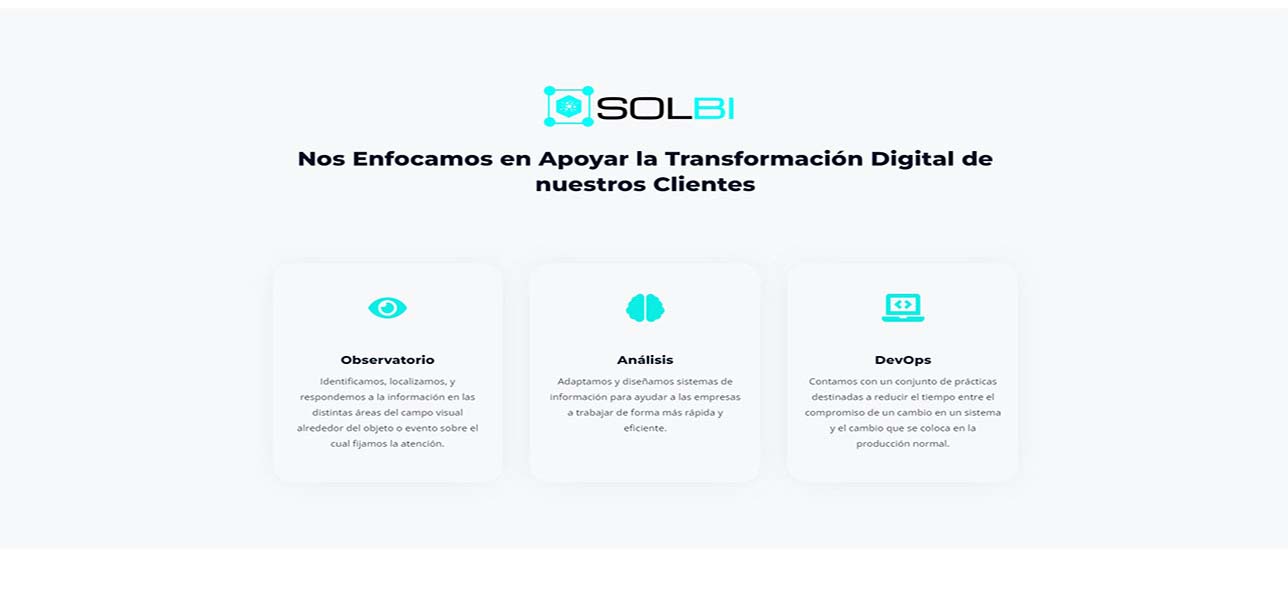 SOLBI
Nos Enfocamos en Apoyar la Transformación Digital de
nuestros Clientes
Observatorio
Identificamos, localizamos, y
respondemos a la información en las
distintas áreas del campo visual
alrededor del objeto o evento sobre el
cual fijamos la atención.
Análisis
Adaptamos y diseñamos sistemas de
información para ayudar a las empresas
a trabajar de forma más rápida y
eficiente.
DevOps
Contamos con un conjunto de prácticas
destinadas a reducir el tiempo entre el
compromiso de un cambio en un sistema
y el cambio que se coloca en la
producción normal.